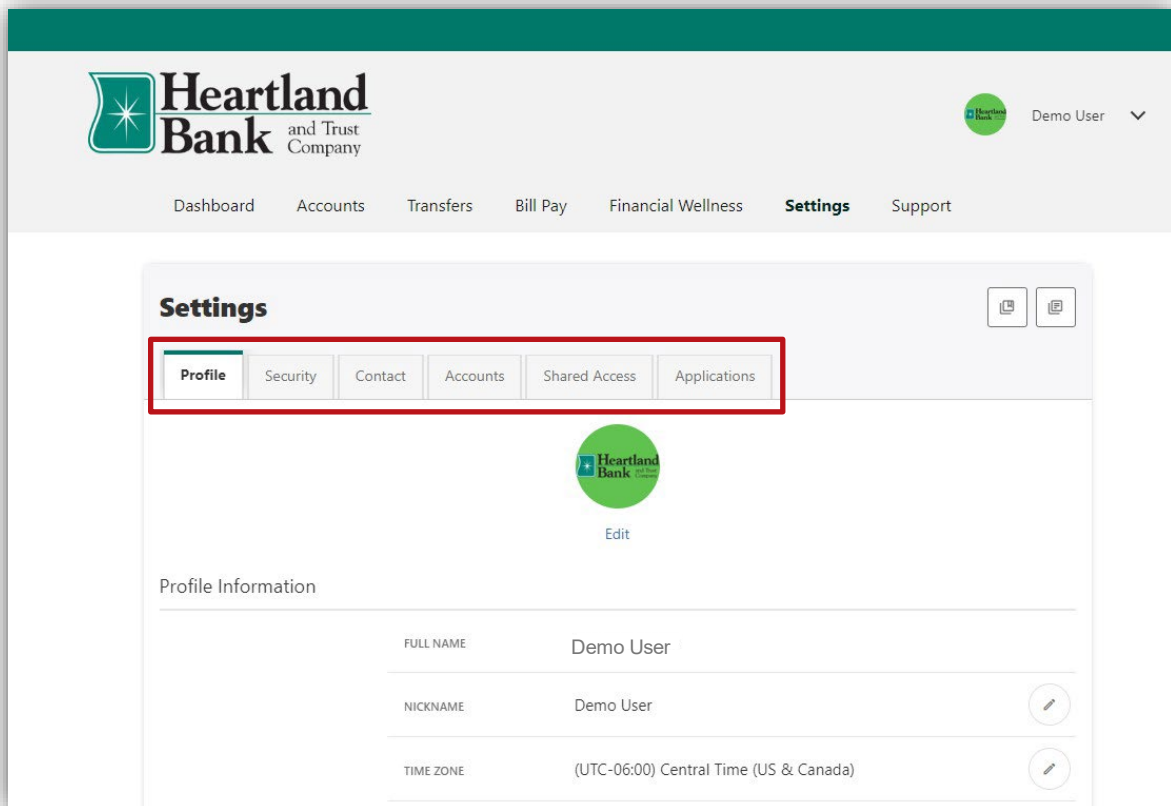 Heartland
Bank and Trust
Company
Demo User
Dashboard Accounts Transfers Bill Pay Financial Wellness Settings Support
Settings
Profile Security Contact Accounts Shared Access Applications
Heartland
Bank
Edit
Profile Information
FULL NAME Demo User
NICKNAME Demo User
TIME ZONE (UTC-06:00) Central Time (US & Canada)